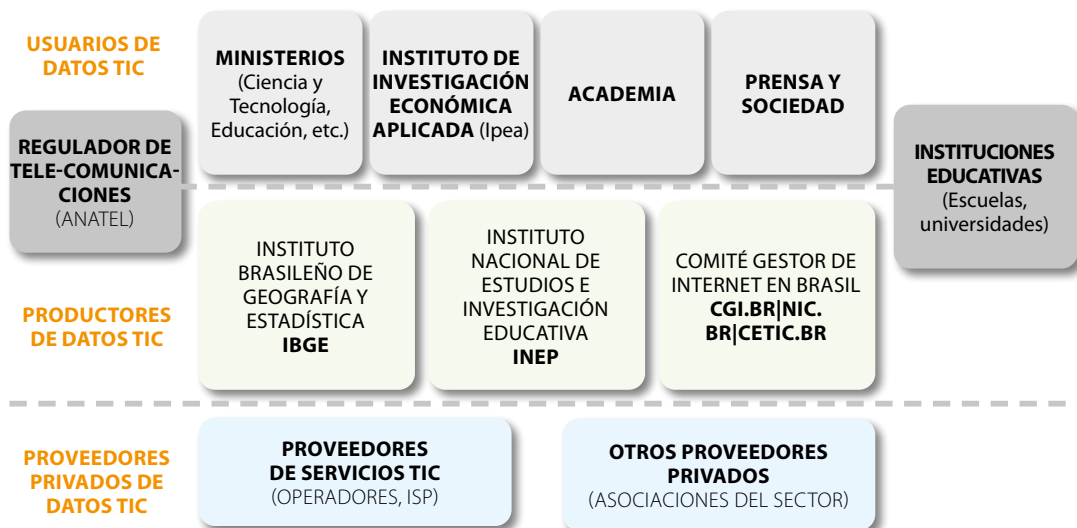 USUARIOS DE
DATOS TIC
MINISTERIOS
(Ciencia y
Tecnología,
Educación, etc.)
INSTITUTO DE
INVESTIGACIÓN
ECONÓMICA
APLICADA (Ipea)
ACADEMIA
PRENSA Y
SOCIEDAD
REGULADOR DE
TELE-COMUNICA-
CIONES
(ANATEL)
INSTITUCIONES
EDUCATIVAS
(Escuelas,
universidades)
PRODUCTORES
DE DATOS TIC
INSTITUTO
BRASILEÑO DE
GEOGRAFÍA Y
ESTADÍSTICA
IBGE
INSTITUTO
NACIONAL DE
ESTUDIOS E
INVESTIGACIÓN
EDUCATIVA
INEP
COMITÉ GESTOR DE
INTERNET EN BRASIL
CGI.BR|NIC.
BR|CETIC.BR
PROVEEDORES
PRIVADOS DE
DATOS TIC
PROVEEDORES
DE SERVICIOS TIC
(OPERADORES, ISP)
OTROS PROVEEDORES
PRIVADOS
(ASOCIACIONES DEL SECTOR)